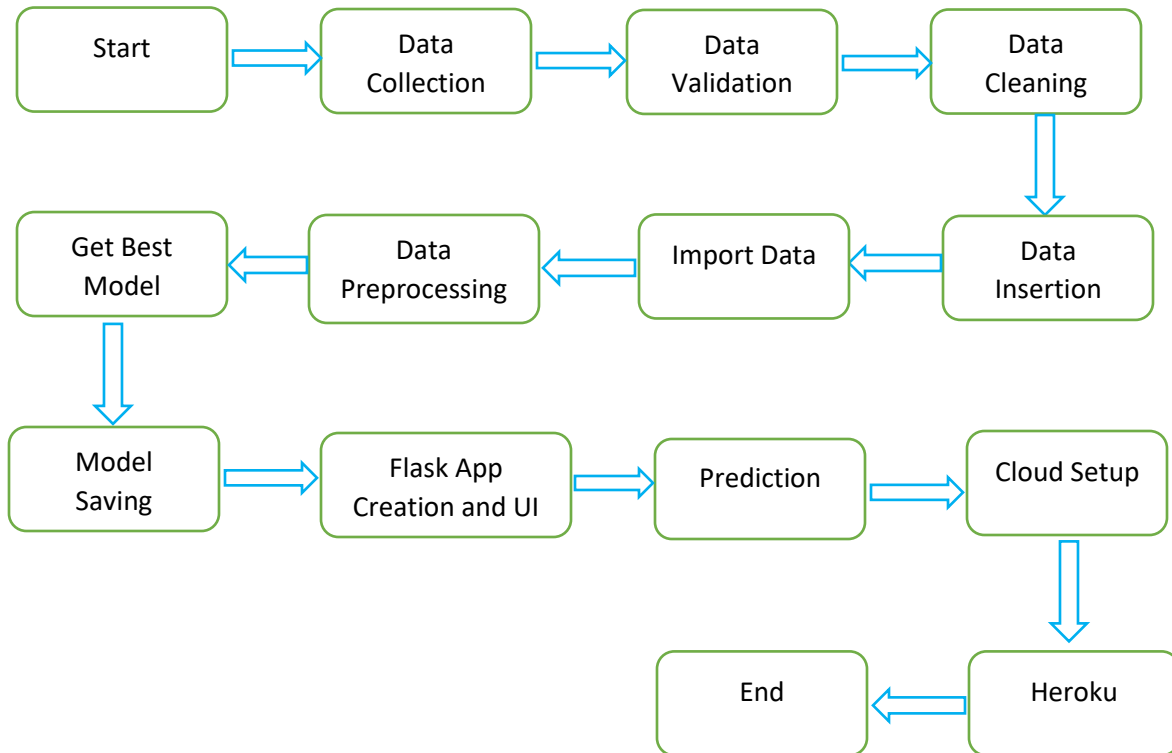 Start
Data
Collection
Data
Validation
Data
Cleaning
Get Best
Model
Data
Preprocessing
Import Data
Data
Insertion
Model
Saving
Flask App
Creation and UI
Prediction
Cloud Setup
End
Heroku